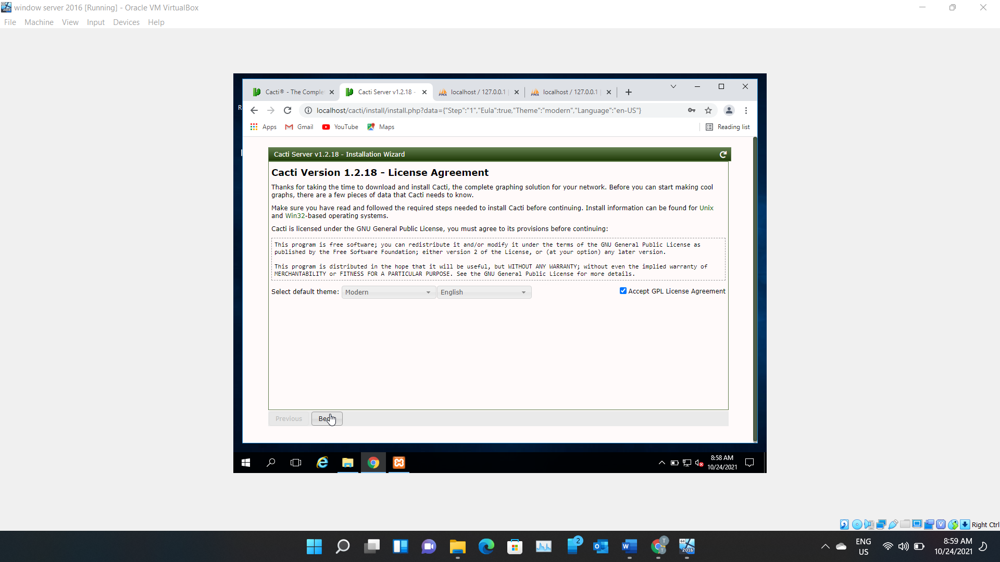 window server 2016 [Running] - Oracle VM VirtualBox
File Machine View Input Devices Help
Cacti® - The Comple
Cacti Server v1.2.18 -
localhost / 127.0.0.1
localhost / 127.0.0.1
localhost/cacti/install/install.php?data={"Step":"1","Eula":true,"Theme":"modern","Language":"en-US"}
Apps Gmail YouTube Maps Reading list
R
Cacti Server v1.2.18 - Installation Wizard
Cacti Version 1.2.18 - License Agreement
Thanks for taking the time to download and install Cacti, the complete graphing solution for your network. Before you can start making cool
graphs, there are a few pieces of data that Cacti needs to know.
Make sure you have read and followed the required steps needed to install Cacti before continuing. Install information can be found for Unix
and Win32-based operating systems.
Cacti is licensed under the GNU General Public License, you must agree to its provisions before continuing:
This program is free software; you can redistribute it and/or modify it under the terms of the GNU General Public License as
published by the Free Software Foundation; either version 2 of the License, or (at your option) any later version.
This program is distributed in the hope that it will be useful, but WITHOUT ANY WARRANTY; without even the implied warranty of
MERCHANTABILITY or FITNESS FOR A PARTICULAR PURPOSE. See the GNU General Public License for more details.
Select default theme: Modern English Accept GPL License Agreement
Previous
8:58 AM
10/24/2021
Right Ctrl
2
ENG
US
8:59 AM
10/24/2021